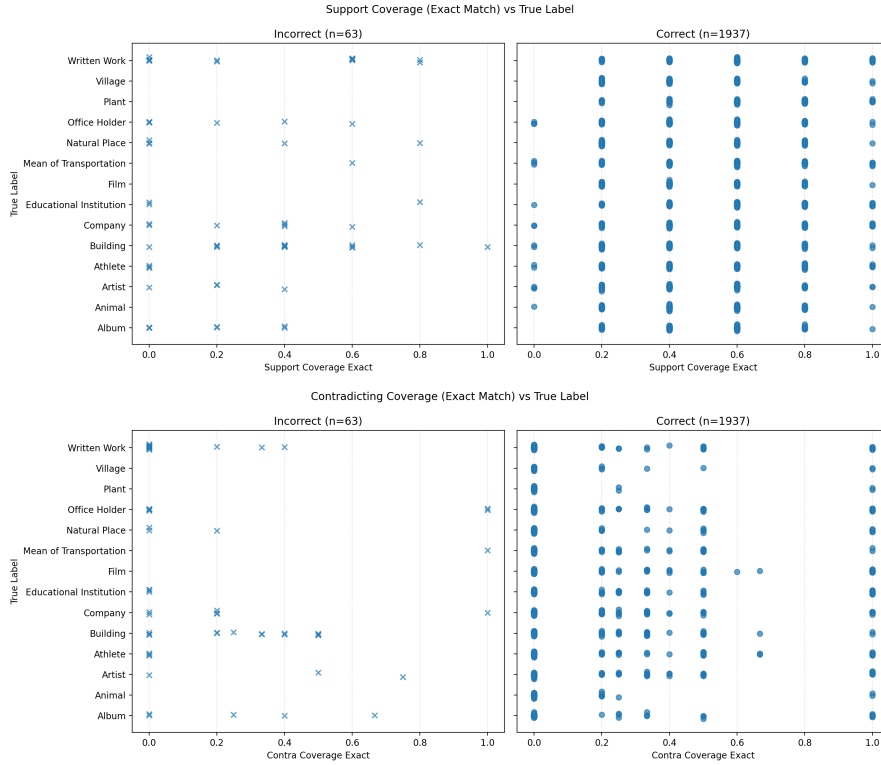 Support Coverage (Exact Match) vs True Label
Incorrect (n=63)
Correct (n=1937)
True Label
Written Work
Village
Plant
Office Holder
Natural Place
Mean of Transportation
Film
Educational Institution
Company
Building
Athlete
Artist
Animal
Album
0.0 0.2 0.4 0.6 0.8 1.0
0.0 0.2 0.4 0.6 0.8 1.0
Support Coverage Exact
Support Coverage Exact
Contradicting Coverage (Exact Match) vs True Label
Incorrect (n=63)
Correct (n=1937)
True Label
Written Work
Village
Plant
Office Holder
Natural Place
Mean of Transportation
Film
Educational Institution
Company
Building
Athlete
Artist
Animal
Album
0.0 0.2 0.4 0.6 0.8 1.0
0.0 0.2 0.4 0.6 0.8 1.0
Contra Coverage Exact
Contra Coverage Exact